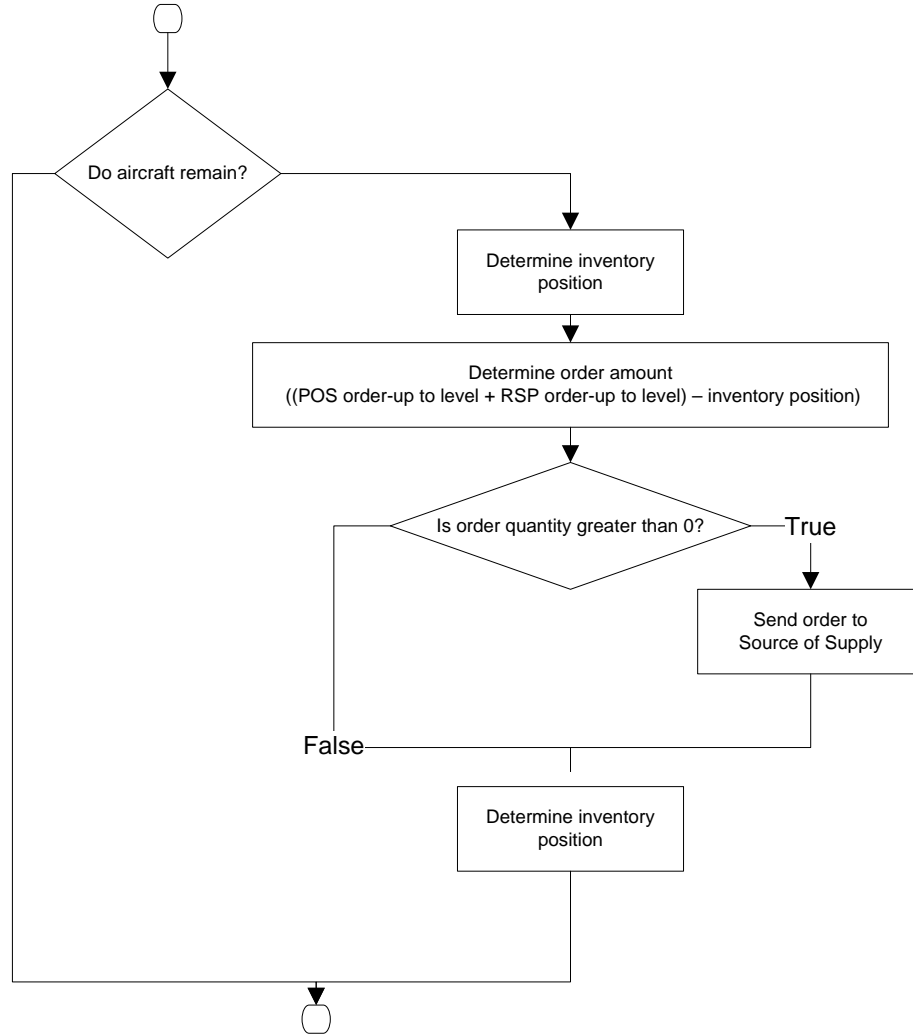 Do aircraft remain?
Determine inventory
position
Determine order amount
((POS order-up to level + RSP order-up to level) – inventory position)
Is order quantity greater than 0?
True
Send order to
Source of Supply
False
Determine inventory
position